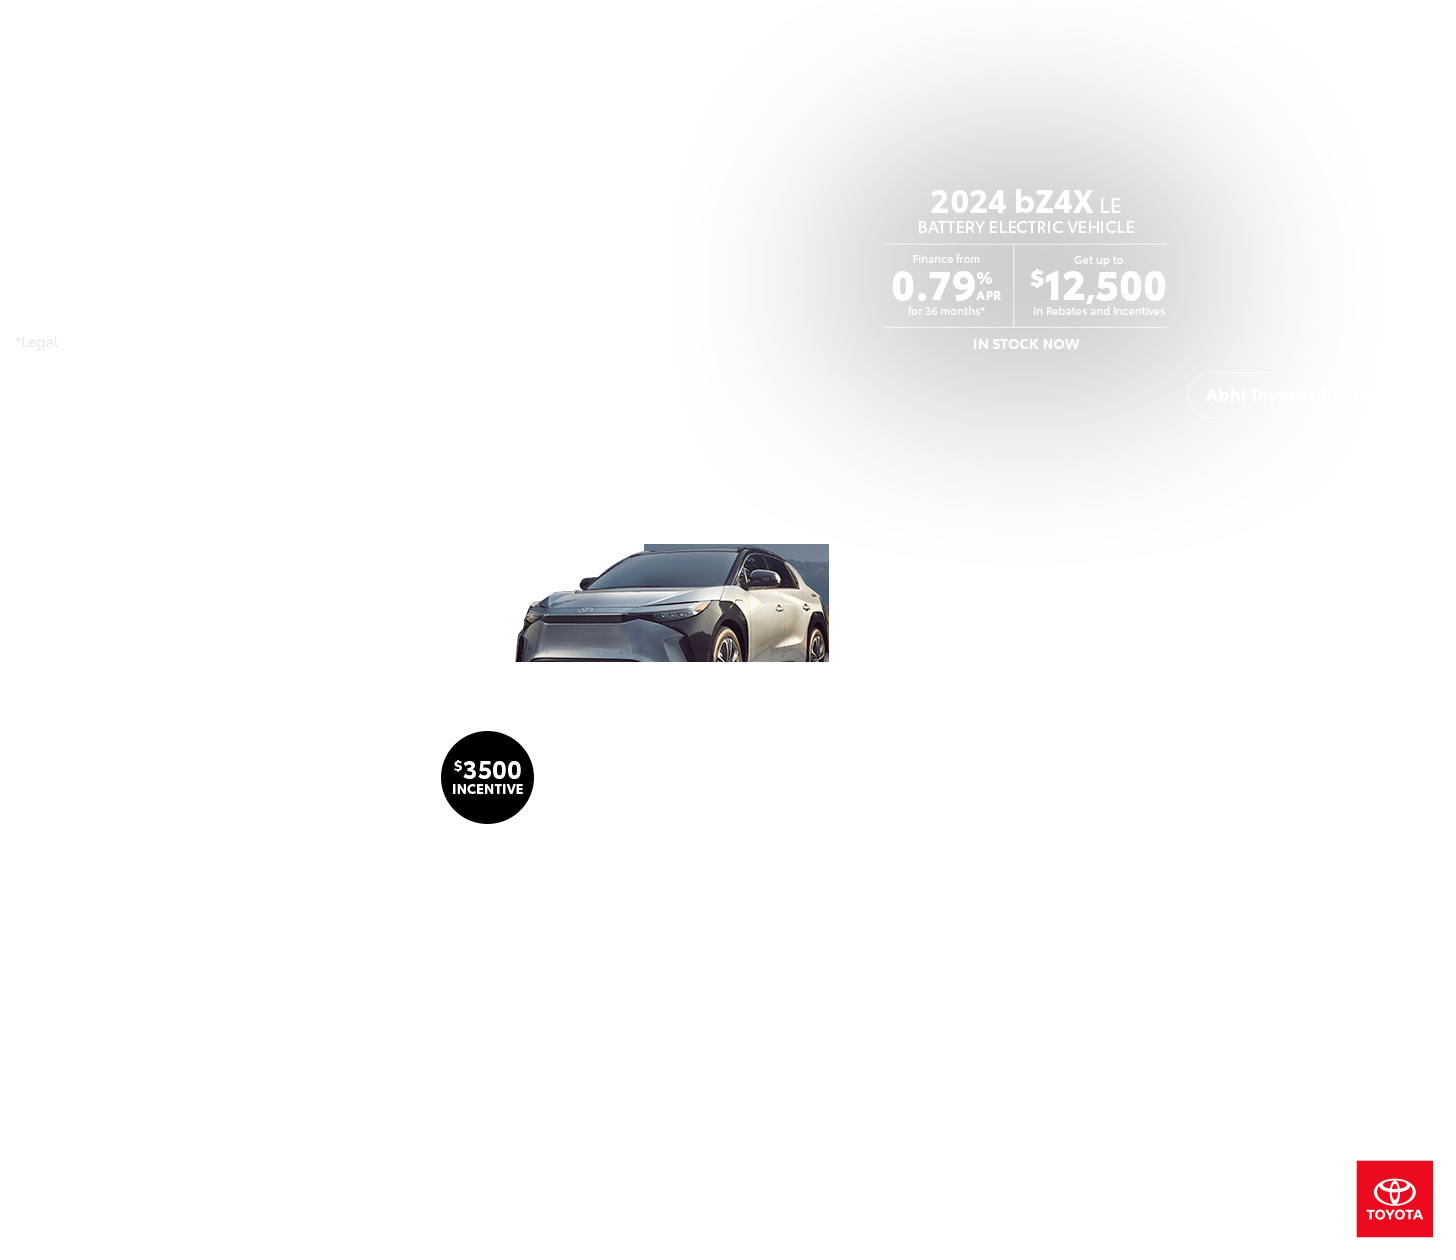 2024 bZ4X LE
BATTERY ELECTRIC VEHICLE
Finance from
0.79% APR
for 36 months*
Get up to
$12,500
in Rebates and Incentives
IN STOCK NOW
*Legal
Abhi Toyota
$3500
INCENTIVE
TOYOTA